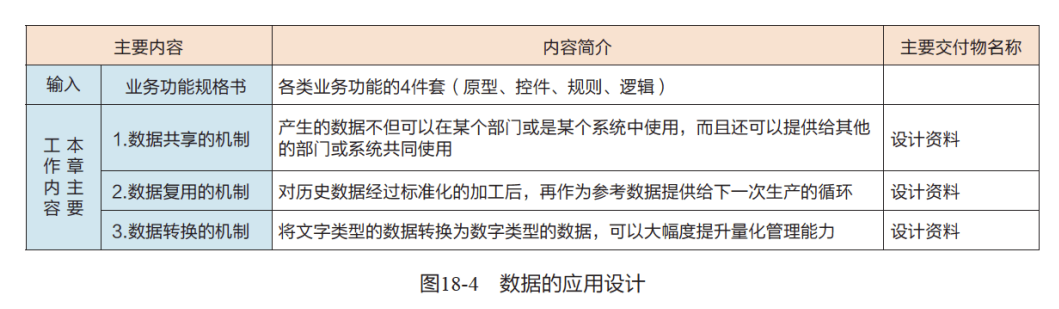 主要内容 内容简介 主要交付物名称
输入 业务功能规格书 各类业务功能的4件套（原型、控件、规则、逻辑）
本章主要工作内容
1.数据共享的机制 产生的数据不但可以在某个部门或是某个系统中使用，而且还可以提供给其他
的部门或系统共同使用 设计资料
2.数据复用的机制 对历史数据经过标准化的加工后，再作为参考数据提供给下一次生产的循环 设计资料
3.数据转换的机制 将文字类型的数据转换为数字类型的数据，可以大幅度提升量化管理能力 设计资料
图18-4 数据的应用设计